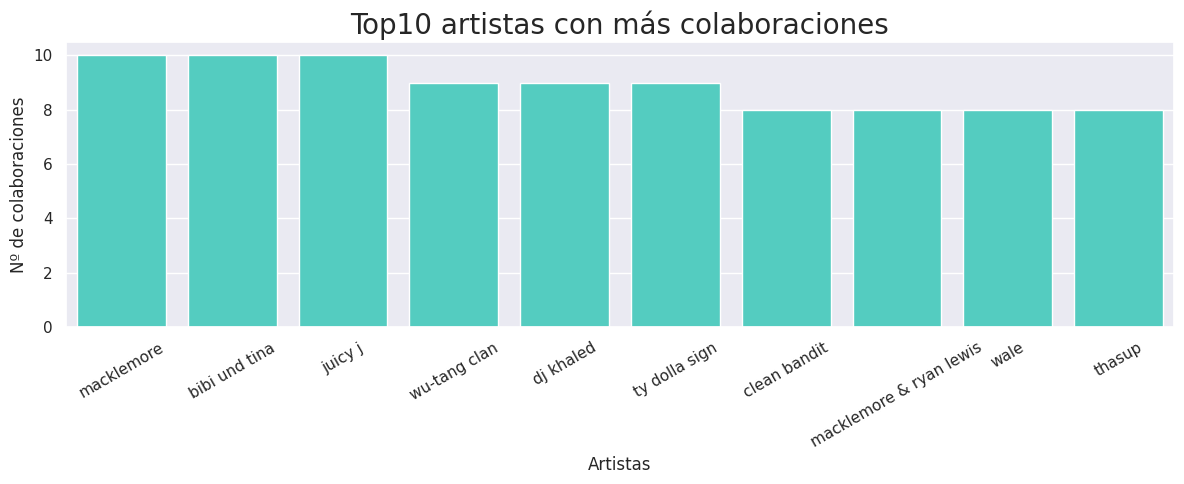 Top10 artistas con más colaboraciones
Nº de colaboraciones
10
8
6
4
2
0
macklemore
bibi und tina
juicy j
wu-tang clan
dj khaled
ty dolla sign
clean bandit
macklemore & ryan lewis
wale
thasup
Artistas